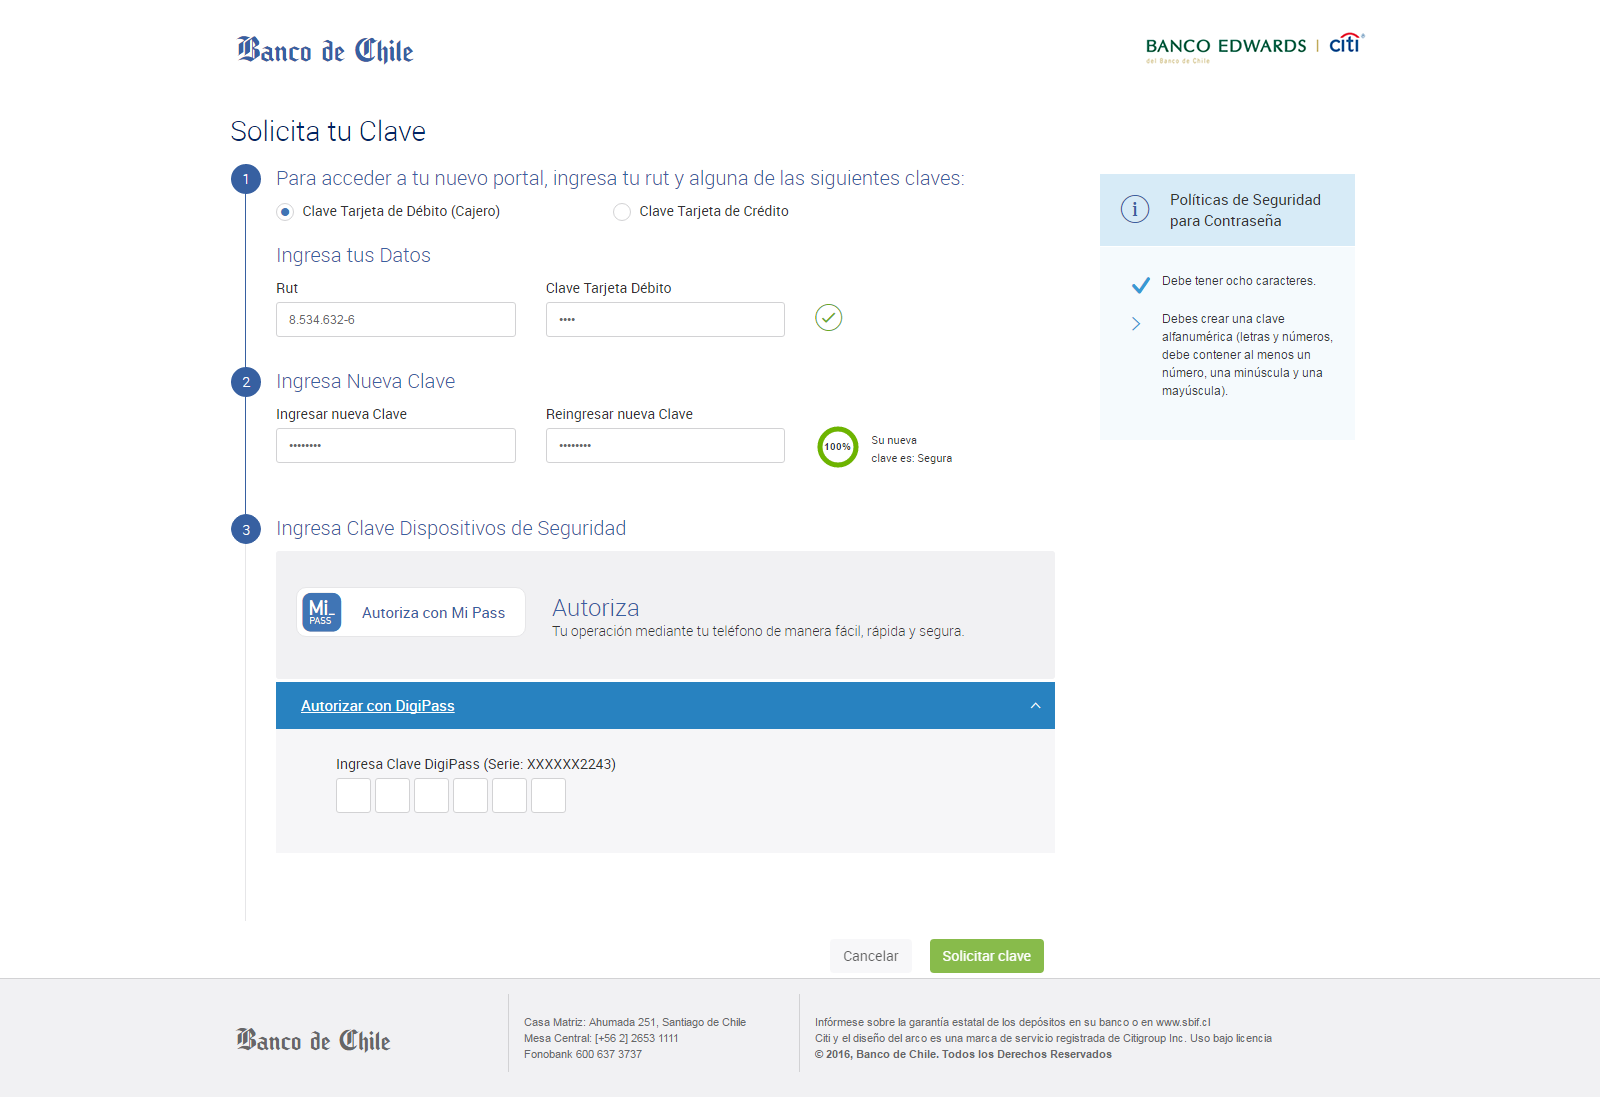 Banco de Chile
BANCO EDWARDS | citi®
del Banco de Chile
Solicita tu Clave
1
Para acceder a tu nuevo portal, ingresa tu rut y alguna de las siguientes claves:
Clave Tarjeta de Débito (Cajero)
Clave Tarjeta de Crédito
Ingresa tus Datos
Rut
Clave Tarjeta Débito
8.534.632-6
••••
2
Ingresa Nueva Clave
Ingresar nueva Clave
Reingresar nueva Clave
••••••••
••••••••
100%
Su nueva
clave es: Segura
3
Ingresa Clave Dispositivos de Seguridad
Mi_
PASS
Autoriza con Mi Pass
Autoriza
Tu operación mediante tu teléfono de manera fácil, rápida y segura.
Autorizar con DigiPass
Ingresa Clave DigiPass (Serie: XXXXXX2243)
Cancelar
Solicitar clave
i
Políticas de Seguridad
para Contraseña
Debe tener ocho caracteres.
Debes crear una clave
alfanumérica (letras y números,
debe contener al menos un
número, una minúscula y una
mayúscula).
Banco de Chile
Casa Matriz: Ahumada 251, Santiago de Chile
Mesa Central: [+56 2] 2653 1111
Fonobank 600 637 3737
Infórmese sobre la garantía estatal de los depósitos en su banco o en www.sbif.cl
Citi y el diseño del arco es una marca de servicio registrada de Citigroup Inc. Uso bajo licencia
© 2016, Banco de Chile. Todos los Derechos Reservados